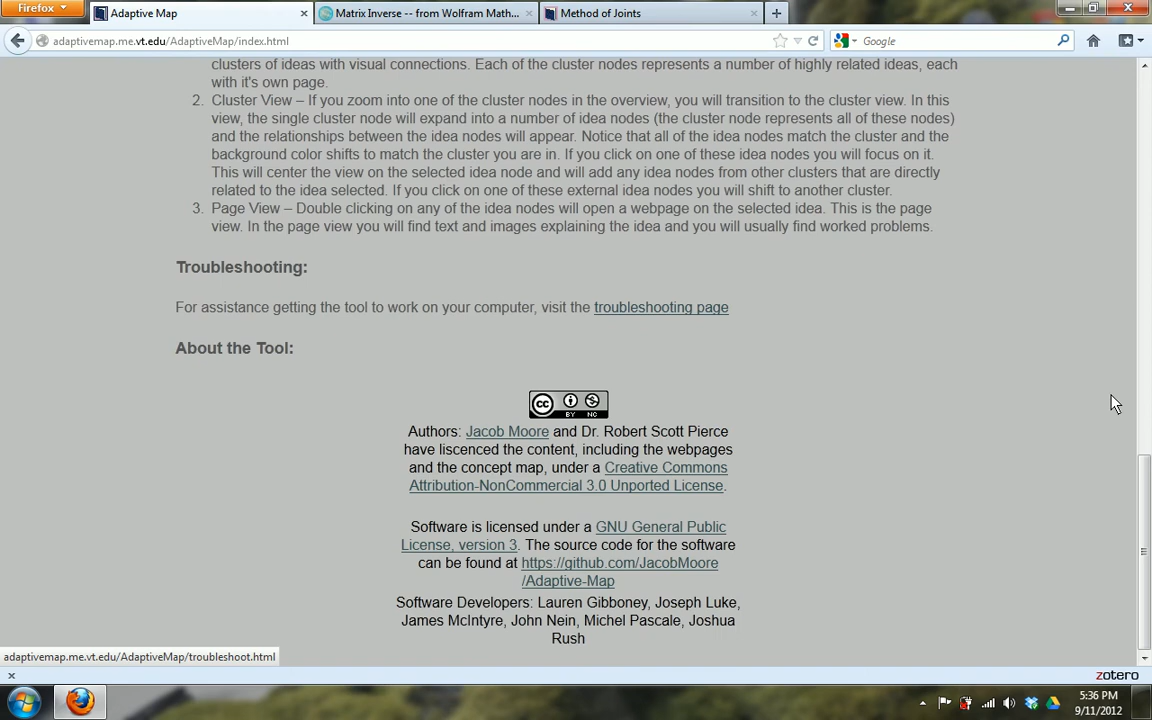 Firefox
Adaptive Map
Matrix Inverse -- from Wolfram Math...
Method of Joints
adaptivemap.me.vt.edu/AdaptiveMap/index.html
Google
clusters of ideas with visual connections. Each of the cluster nodes represents a number of highly related ideas, each
with it's own page.
2. Cluster View – If you zoom into one of the cluster nodes in the overview, you will transition to the cluster view. In this
view, the single cluster node will expand into a number of idea nodes (the cluster node represents all of these nodes)
and the relationships between the idea nodes will appear. Notice that all of the idea nodes match the cluster and the
background color shifts to match the cluster you are in. If you click on one of these idea nodes you will focus on it.
This will center the view on the selected idea node and will add any idea nodes from other clusters that are directly
related to the idea selected. If you click on one of these external idea nodes you will shift to another cluster.
3. Page View – Double clicking on any of the idea nodes will open a webpage on the selected idea. This is the page
view. In the page view you will find text and images explaining the idea and you will usually find worked problems.
Troubleshooting:
For assistance getting the tool to work on your computer, visit the troubleshooting page
About the Tool:
cc
BY NC
Authors: Jacob Moore and Dr. Robert Scott Pierce
have liscenced the content, including the webpages
and the concept map, under a Creative Commons
Attribution-NonCommercial 3.0 Unported License.
Software is licensed under a GNU General Public
License, version 3. The source code for the software
can be found at https://github.com/JacobMoore
/Adaptive-Map
Software Developers: Lauren Gibboney, Joseph Luke,
James McIntyre, John Nein, Michel Pascale, Joshua
Rush
adaptivemap.me.vt.edu/AdaptiveMap/troubleshoot.html
zotero
5:36 PM
9/11/2012